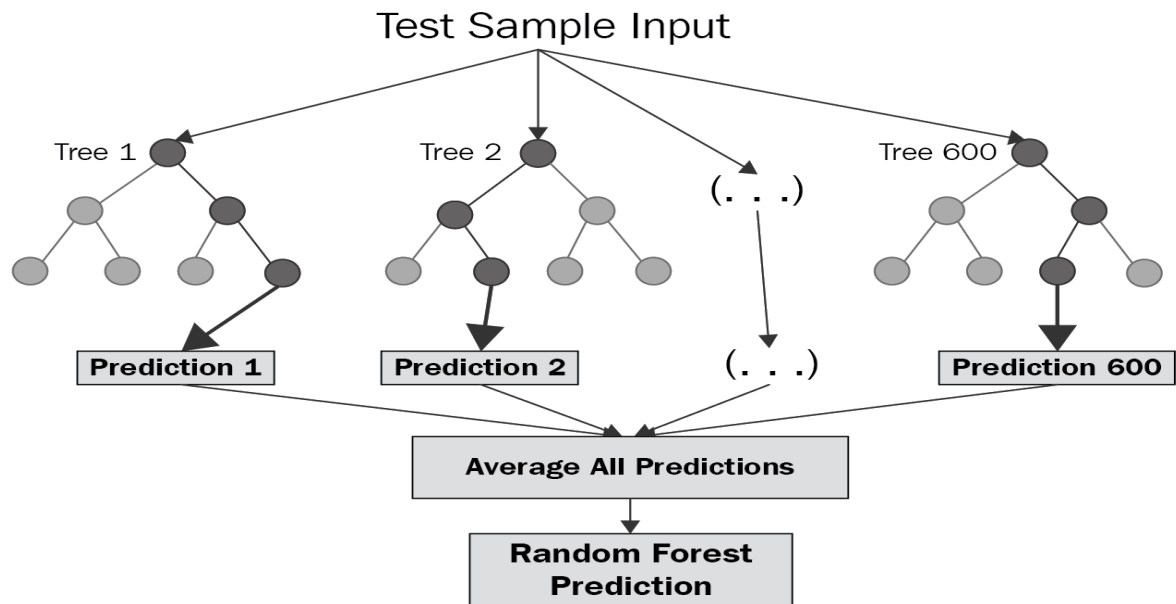 Test Sample Input
Tree 1
Tree 2
Tree 600
(. . .)
Prediction 1
Prediction 2
(. . .)
Prediction 600
Average All Predictions
Random Forest
Prediction